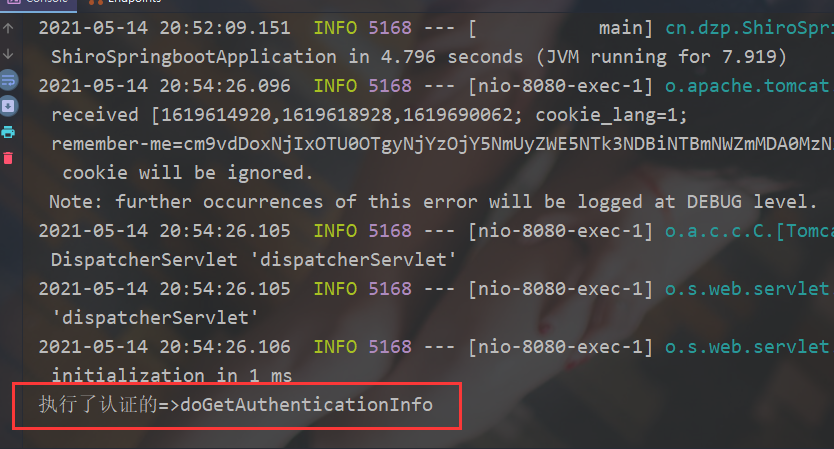 Console Endpoints
2021-05-14 20:52:09.151 INFO 5168 --- [ main] cn.dzp.ShiroSpri
ShiroSpringbootApplication in 4.796 seconds (JVM running for 7.919)
2021-05-14 20:54:26.096 INFO 5168 --- [nio-8080-exec-1] o.apache.tomcat
received [1619614920,1619618928,1619690062; cookie_lang=1;
remember-me=cm9vdDoxNjIxOTU0OTgyNjYzOjY5NmUyZWE5NTk3NDBiNTBmNWZmMDA0MzN
cookie will be ignored.
Note: further occurrences of this error will be logged at DEBUG level.
2021-05-14 20:54:26.105 INFO 5168 --- [nio-8080-exec-1] o.a.c.c.C.[Tomca
DispatcherServlet 'dispatcherServlet'
2021-05-14 20:54:26.105 INFO 5168 --- [nio-8080-exec-1] o.s.web.servlet
'dispatcherServlet'
2021-05-14 20:54:26.106 INFO 5168 --- [nio-8080-exec-1] o.s.web.servlet
initialization in 1 ms
执行了认证的=>doGetAuthenticationInfo